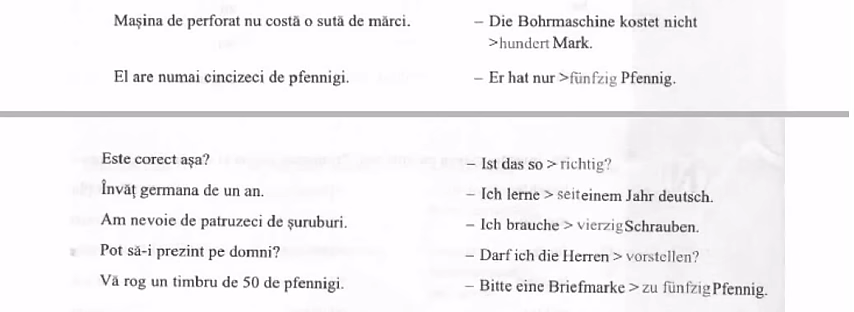 Mașina de perforat nu costă o sută de mărci. – Die Bohrmaschine kostet nicht
>hundert Mark.
El are numai cincizeci de pfennigi. – Er hat nur >fünfzig Pfennig.
Este corect așa? – Ist das so > richtig?
Învăț germana de un an. – Ich lerne > seit einem Jahr deutsch.
Am nevoie de patruzeci de șuruburi. – Ich brauche > vierzig Schrauben.
Pot să-i prezint pe domni? – Darf ich die Herren > vorstellen?
Vă rog un timbru de 50 de pfennigi. – Bitte eine Briefmarke > zu fünfzig Pfennig.